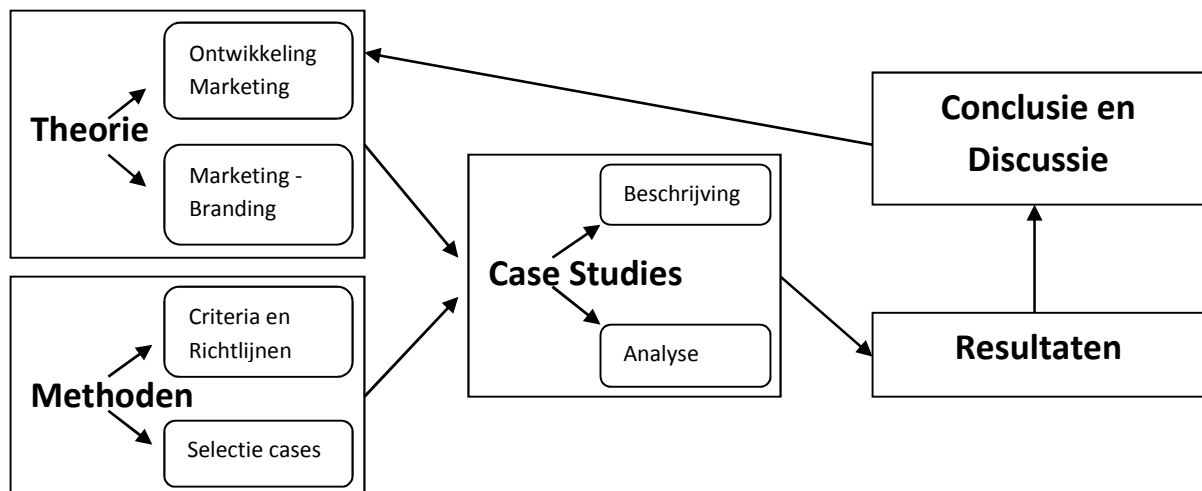 Ontwikkeling
Marketing
Theorie
Marketing -
Branding
Criteria en
Richtlijnen
Methoden
Selectie cases
Beschrijving
Case Studies
Analyse
Conclusie en
Discussie
Resultaten